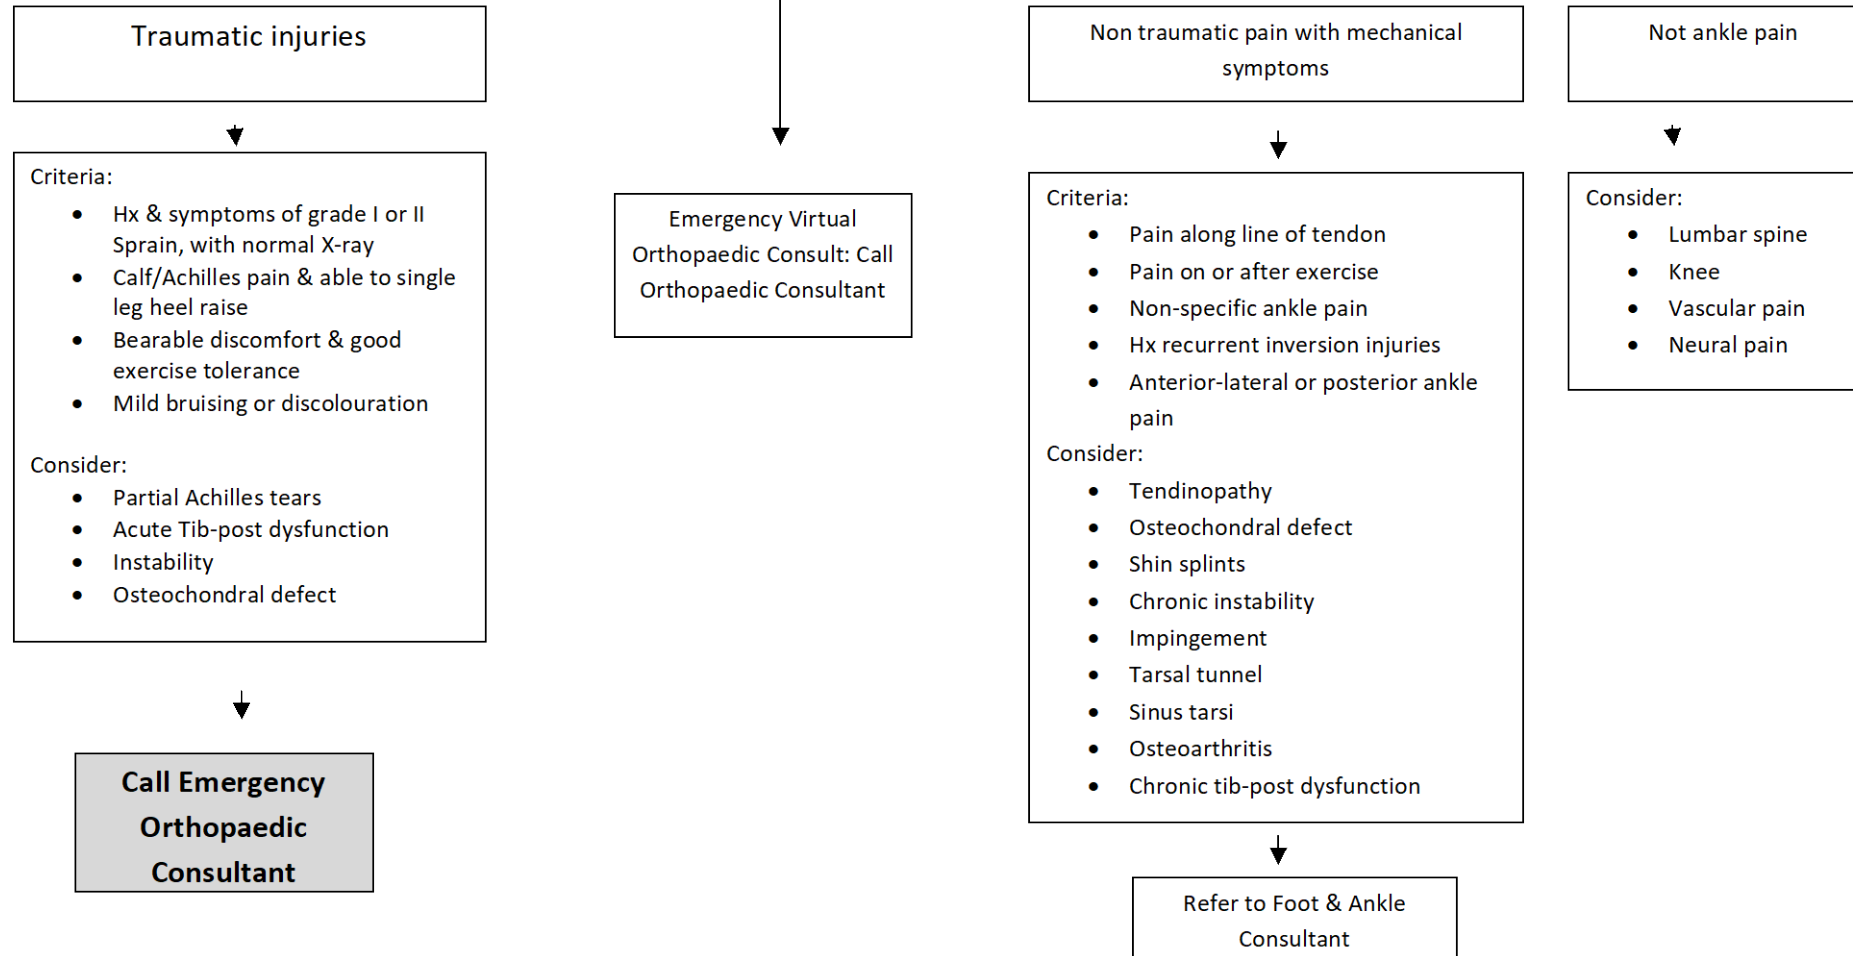 Traumatic injuries
Criteria:
• Hx & symptoms of grade I or II
Sprain, with normal X-ray
• Calf/Achilles pain & able to single
leg heel raise
• Bearable discomfort & good
exercise tolerance
• Mild bruising or discolouration
Consider:
• Partial Achilles tears
• Acute Tib-post dysfunction
• Instability
• Osteochondral defect
Call Emergency
Orthopaedic
Consultant
Emergency Virtual
Orthopaedic Consult: Call
Orthopaedic Consultant
Non traumatic pain with mechanical
symptoms
Criteria:
• Pain along line of tendon
• Pain on or after exercise
• Non-specific ankle pain
• Hx recurrent inversion injuries
• Anterior-lateral or posterior ankle
pain
Consider:
• Tendinopathy
• Osteochondral defect
• Shin splints
• Chronic instability
• Impingement
• Tarsal tunnel
• Sinus tarsi
• Osteoarthritis
• Chronic tib-post dysfunction
Refer to Foot & Ankle
Consultant
Not ankle pain
Consider:
• Lumbar spine
• Knee
• Vascular pain
• Neural pain